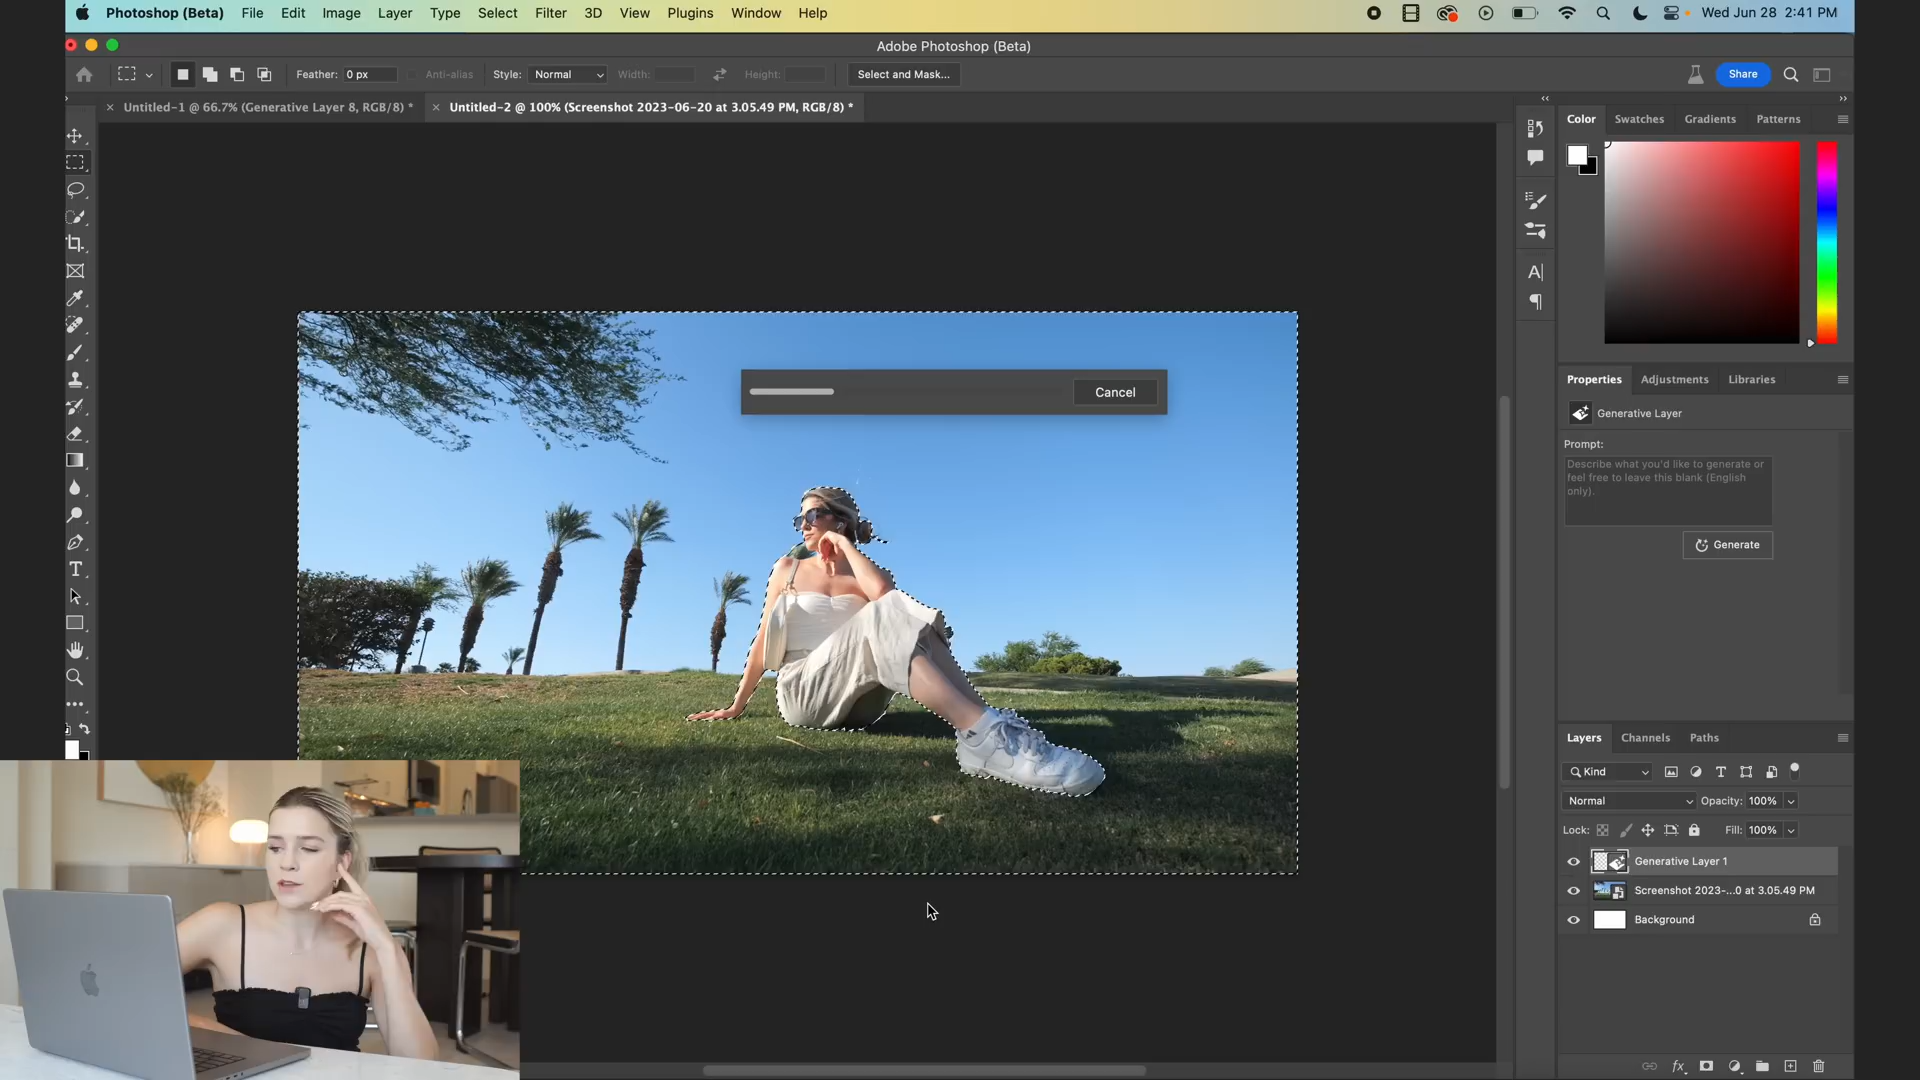 Photoshop (Beta) File Edit Image Layer Type Select Filter 3D View Plugins Window Help Wed Jun 28 2:41 PM
Adobe Photoshop (Beta)
Feather: 0 px Anti-alias Style: Normal Width: Height: Select and Mask... Share
Untitled-1 @ 66.7% (Generative Layer 8, RGB/8) * Untitled-2 @ 100% (Screenshot 2023-06-20 at 3.05.49 PM, RGB/8) *
Color Swatches Gradients Patterns
Cancel
Properties Adjustments Libraries
Generative Layer
Prompt:
Describe what you'd like to generate or
feel free to leave this blank (English
only).
Generate
Layers Channels Paths
Kind
Normal Opacity: 100%
Lock: Fill: 100%
Generative Layer 1
Screenshot 2023-...0 at 3.05.49 PM
Background